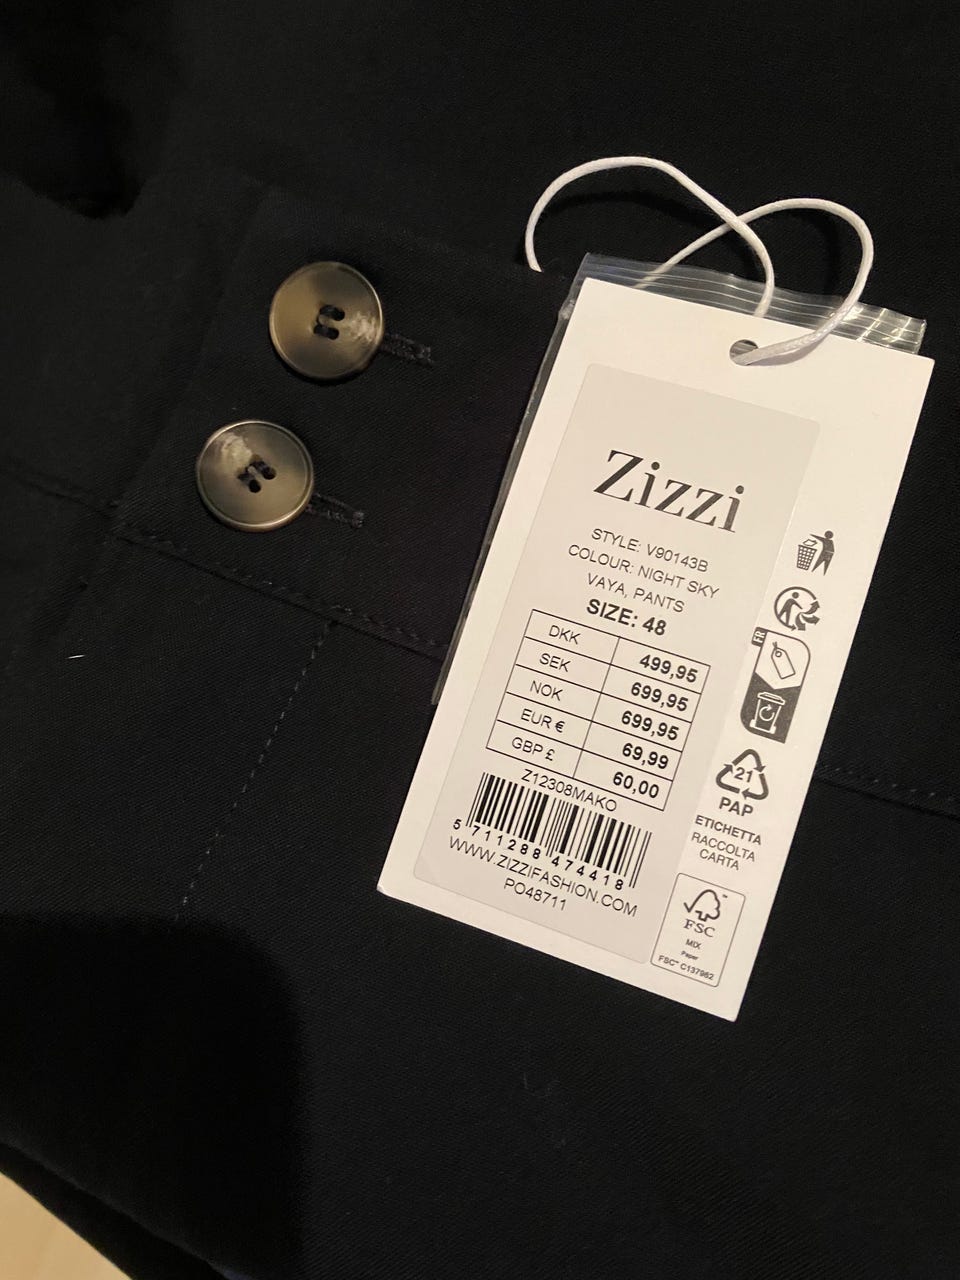 Zizzi
STYLE: V90143B
COLOUR: NIGHT SKY
VAYA, PANTS
SIZE: 48
DKK 499,95
SEK 699,95
NOK 699,95
EUR € 69,99
GBP £ 60,00
Z12308MAKO
5 711288 474418
WWW.ZIZZIFASHION.COM
PO48711
FR
21
PAP
ETICHETTA
RACCOLTA
CARTA
FSC™
MIX
Paper
FSC™ C137962